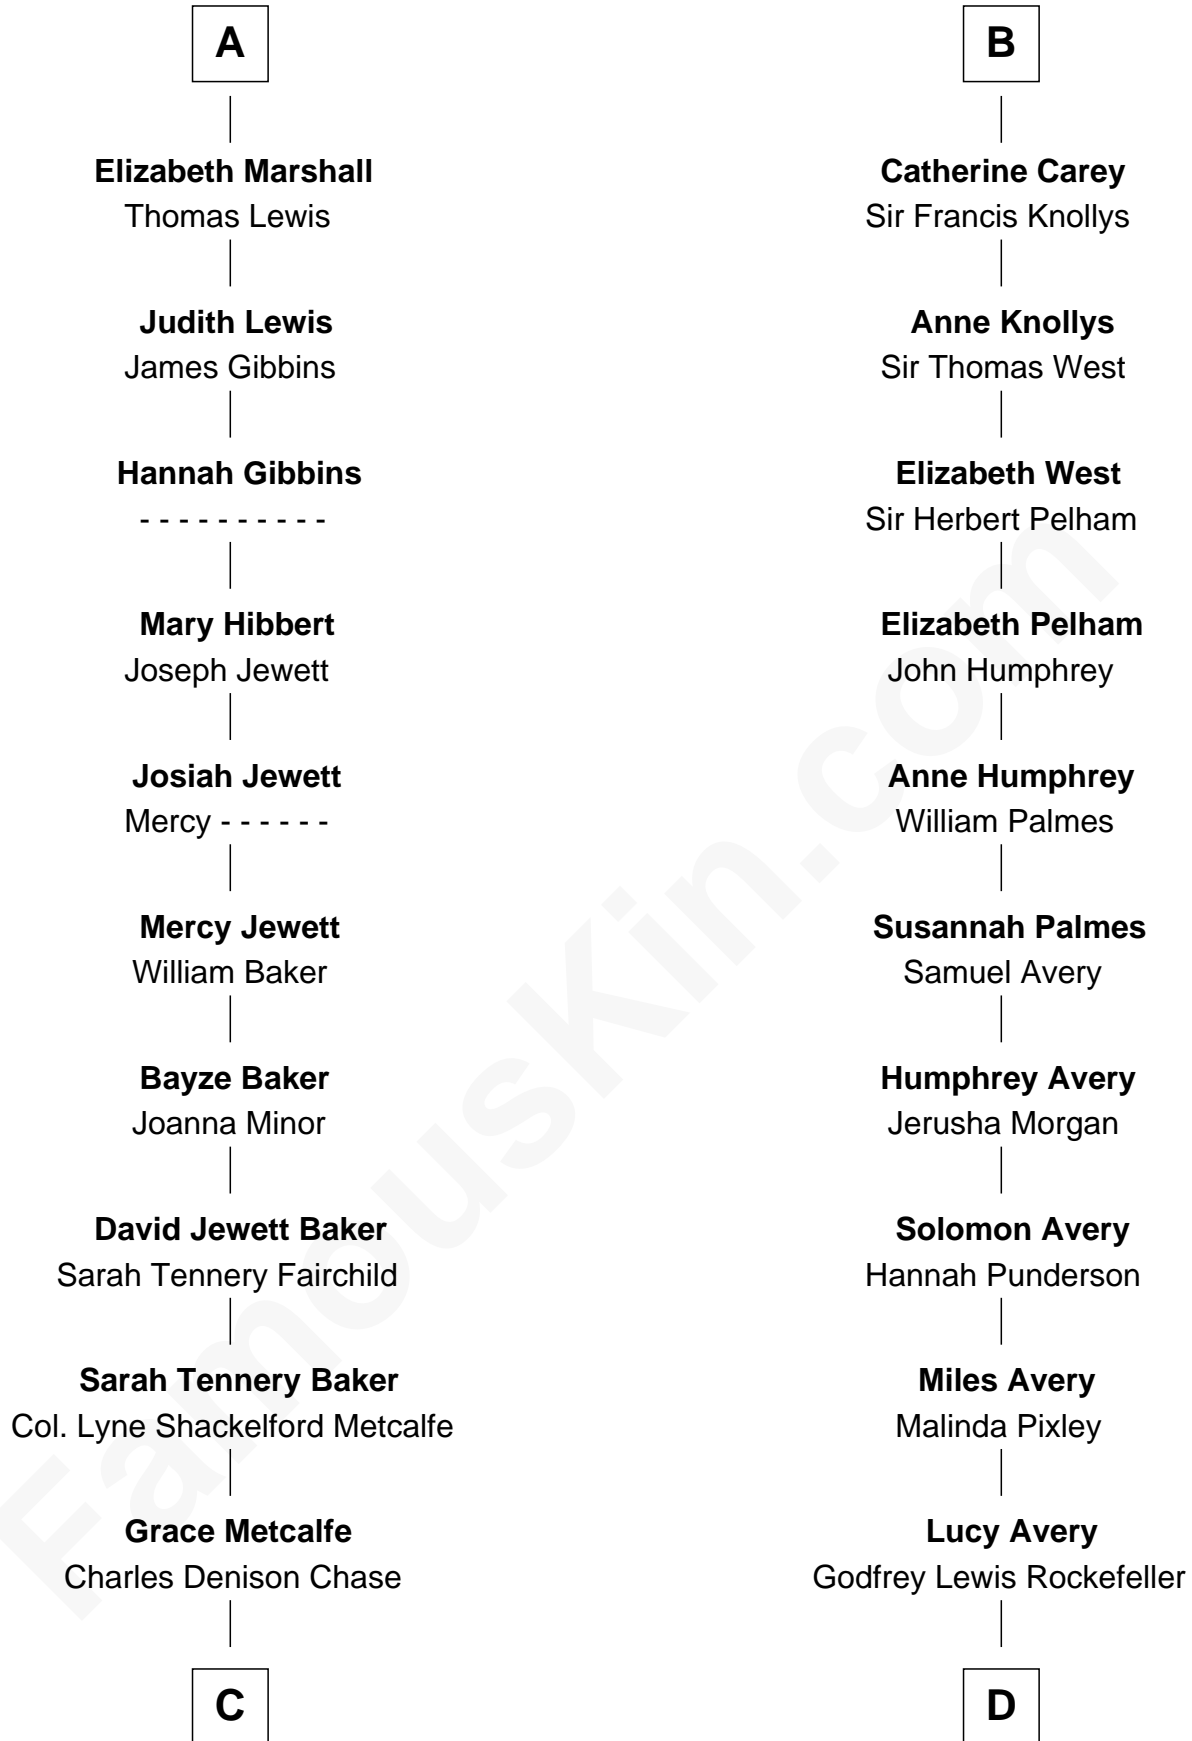 A
Elizabeth Marshall
Thomas Lewis
Judith Lewis
James Gibbins
Hannah Gibbins
- - - - - - - - - -
Mary Hibbert
Joseph Jewett
Josiah Jewett
Mercy - - - - - -
Mercy Jewett
William Baker
Bayze Baker
Joanna Minor
David Jewett Baker
Sarah Tennery Fairchild
Sarah Tennery Baker
Col. Lyne Shackelford Metcalfe
Grace Metcalfe
Charles Denison Chase
C
B
Catherine Carey
Sir Francis Knollys
Anne Knollys
Sir Thomas West
Elizabeth West
Sir Herbert Pelham
Elizabeth Pelham
John Humphrey
Anne Humphrey
William Palmes
Susannah Palmes
Samuel Avery
Humphrey Avery
Jerusha Morgan
Solomon Avery
Hannah Punderson
Miles Avery
Malinda Pixley
Lucy Avery
Godfrey Lewis Rockefeller
D
FamousKin.com